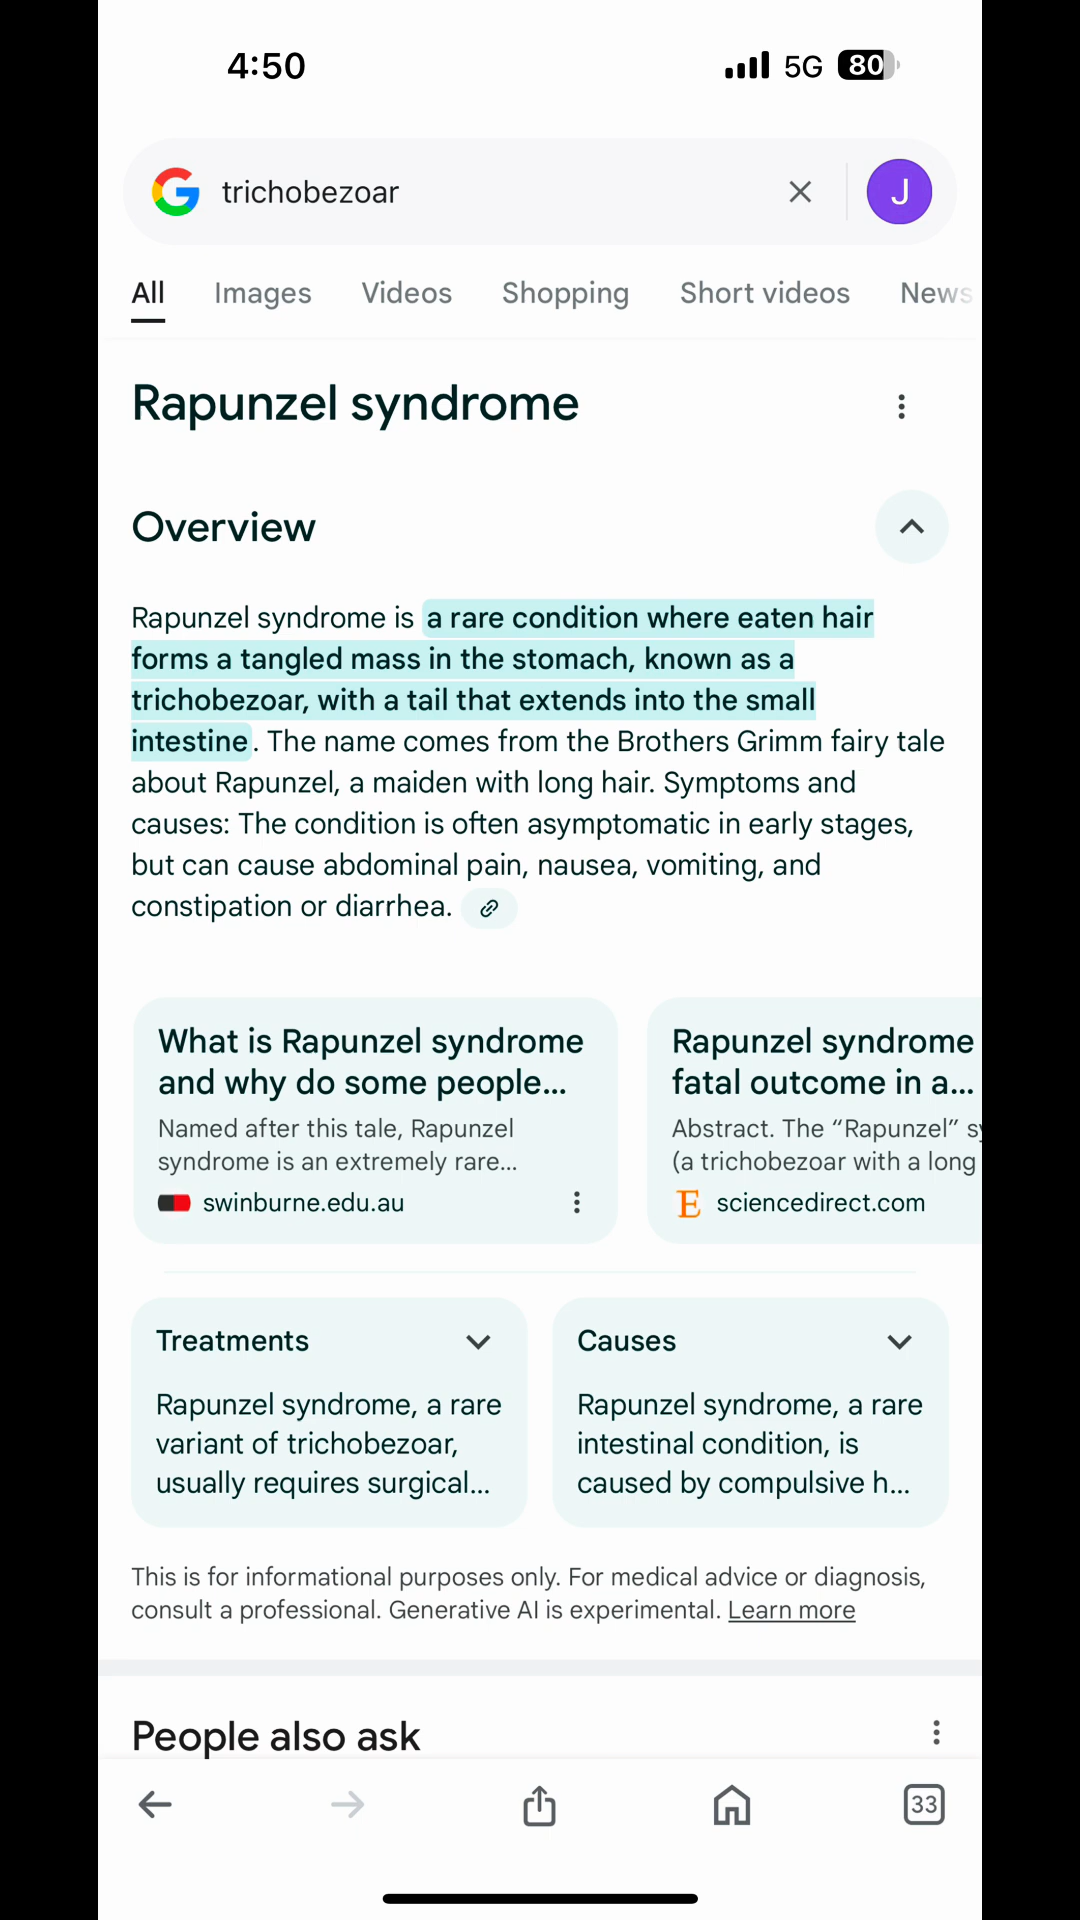 4:50
5G
80
trichobezoar
J
All Images Videos Shopping Short videos News
Rapunzel syndrome
Overview
Rapunzel syndrome is a rare condition where eaten hair
forms a tangled mass in the stomach, known as a
trichobezoar, with a tail that extends into the small
intestine. The name comes from the Brothers Grimm fairy tale
about Rapunzel, a maiden with long hair. Symptoms and
causes: The condition is often asymptomatic in early stages,
but can cause abdominal pain, nausea, vomiting, and
constipation or diarrhea.
What is Rapunzel syndrome
and why do some people...
Named after this tale, Rapunzel
syndrome is an extremely rare...
swinburne.edu.au
Rapunzel syndrome
fatal outcome in a...
Abstract. The “Rapunzel” sy
(a trichobezoar with a long
E sciencedirect.com
Treatments
Rapunzel syndrome, a rare
variant of trichobezoar,
usually requires surgical...
Causes
Rapunzel syndrome, a rare
intestinal condition, is
caused by compulsive h...
This is for informational purposes only. For medical advice or diagnosis,
consult a professional. Generative AI is experimental. Learn more
People also ask
33